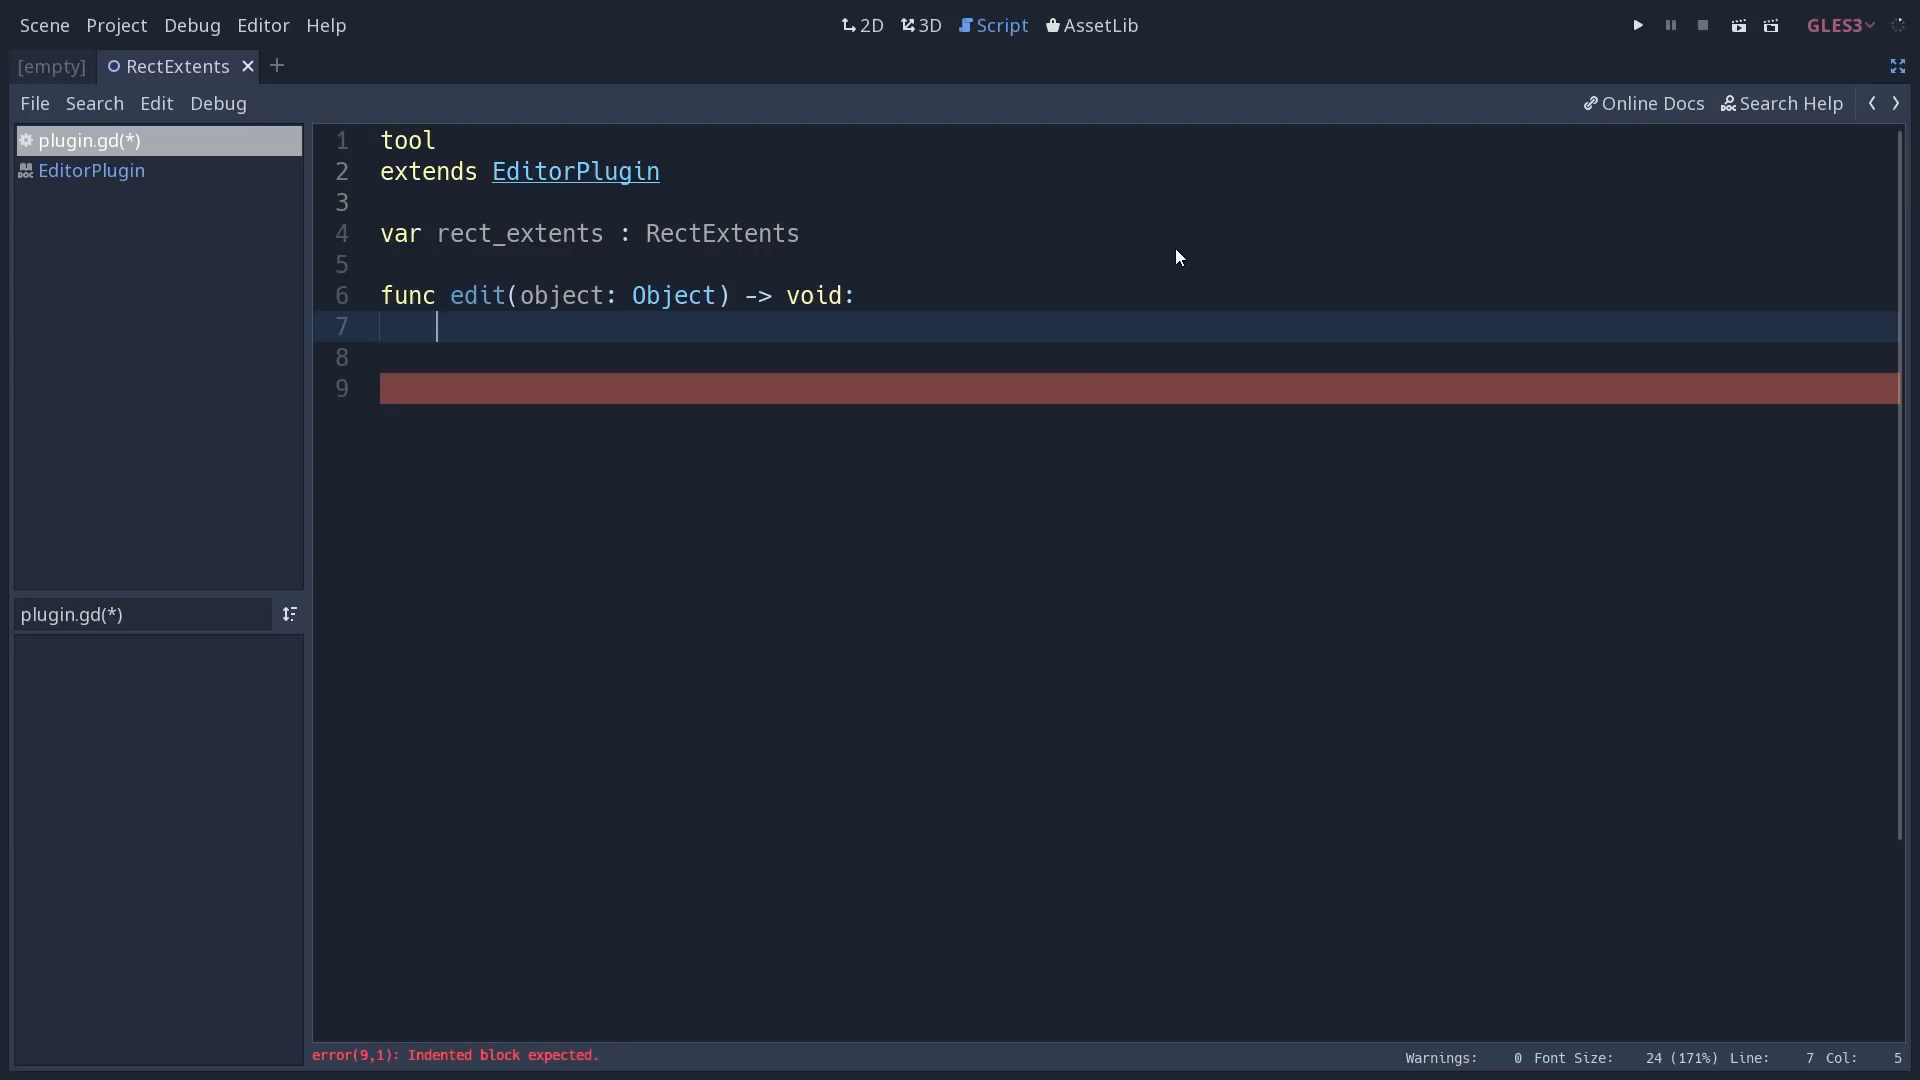 Scene Project Debug Editor Help 2D 3D Script AssetLib GLES3
[empty] RectExtents
File Search Edit Debug Online Docs Search Help
plugin.gd(*)
EditorPlugin
1 tool
2 extends EditorPlugin
3
4 var rect_extents : RectExtents
5
6 func edit(object: Object) -> void:
7
8
9
plugin.gd(*)
error(9,1): Indented block expected.
Warnings: 0 Font Size: 24 (171%) Line: 7 Col: 5